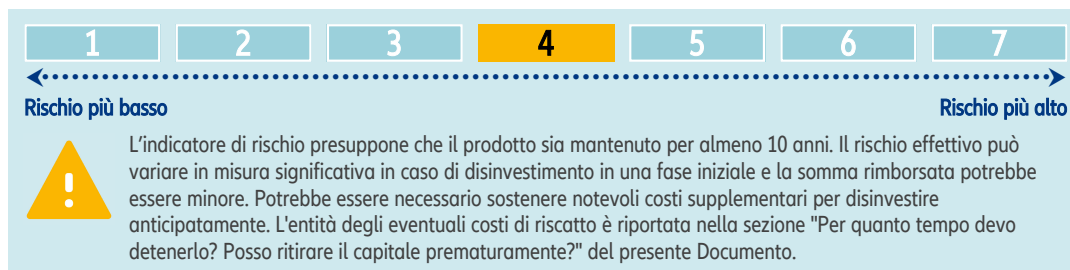 1 2 3 4 5 6 7
Rischio più basso Rischio più alto
L'indicatore di rischio presuppone che il prodotto sia mantenuto per almeno 10 anni. Il rischio effettivo può
variare in misura significativa in caso di disinvestimento in una fase iniziale e la somma rimborsata potrebbe
essere minore. Potrebbe essere necessario sostenere notevoli costi supplementari per disinvestire
anticipatamente. L'entità degli eventuali costi di riscatto è riportata nella sezione "Per quanto tempo devo
detenerlo? Posso ritirare il capitale prematuramente?" del presente Documento.